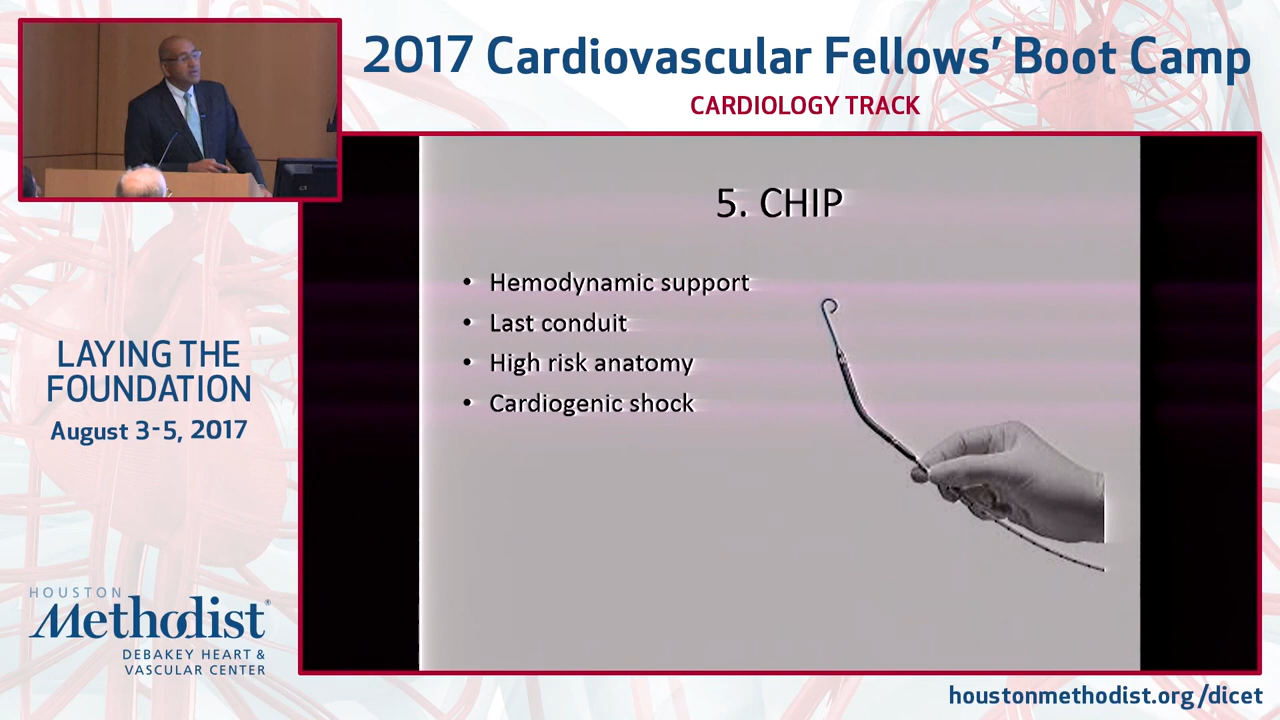 2017 Cardiovascular Fellows’ Boot Camp
CARDIOLOGY TRACK
5. CHIP
• Hemodynamic support
• Last conduit
• High risk anatomy
• Cardiogenic shock
LAYING THE
FOUNDATION
August 3-5, 2017
HOUSTON
Methodist®
DEBAKEY HEART &
VASCULAR CENTER
houstonmethodist.org/dicet